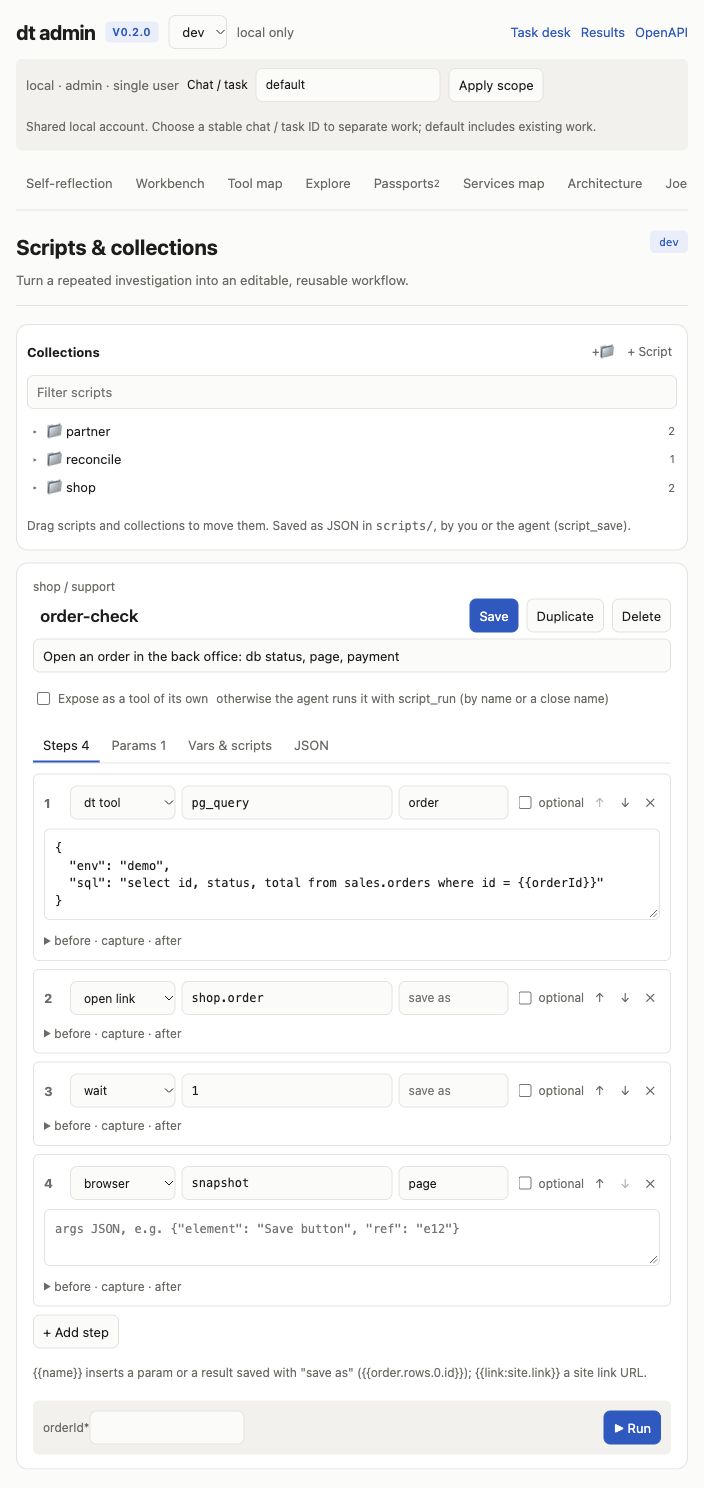 dt admin V0.2.0 dev local only Task desk Results OpenAPI
local · admin · single user Chat / task default Apply scope
Shared local account. Choose a stable chat / task ID to separate work; default includes existing work.
Self-reflection Workbench Tool map Explore Passports2 Services map Architecture Joe
Scripts & collections dev
Turn a repeated investigation into an editable, reusable workflow.
Collections + + Script
Filter scripts
partner 2
reconcile 1
shop 2
Drag scripts and collections to move them. Saved as JSON in scripts/, by you or the agent (script_save).
shop / support
order-check Save Duplicate Delete
Open an order in the back office: db status, page, payment
Expose as a tool of its own otherwise the agent runs it with script_run (by name or a close name)
Steps 4 Params 1 Vars & scripts JSON
1 dt tool pg_query order optional ↑ ↓ ×
{
"env": "demo",
"sql": "select id, status, total from sales.orders where id = {{orderId}}"
}
▶ before · capture · after
2 open link shop.order save as optional ↑ ↓ ×
▶ before · capture · after
3 wait 1 save as optional ↑ ↓ ×
▶ before · capture · after
4 browser snapshot page optional ↑ ↓ ×
args JSON, e.g. {"element": "Save button", "ref": "e12"}
▶ before · capture · after
+ Add step
{{name}} inserts a param or a result saved with "save as" ({{order.rows.0.id}}); {{link:site.link}} a site link URL.
orderId* ▶ Run